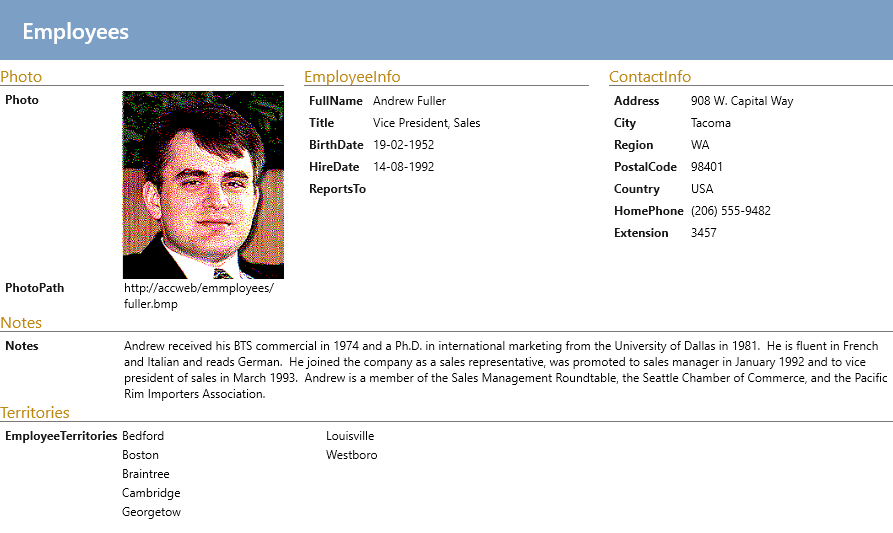 Employees
Photo
Photo
PhotoPath http://accweb/emmployees/
fuller.bmp
EmployeeInfo
FullName Andrew Fuller
Title Vice President, Sales
BirthDate 19-02-1952
HireDate 14-08-1992
ReportsTo
ContactInfo
Address 908 W. Capital Way
City Tacoma
Region WA
PostalCode 98401
Country USA
HomePhone (206) 555-9482
Extension 3457
Notes
Notes Andrew received his BTS commercial in 1974 and a Ph.D. in international marketing from the University of Dallas in 1981.  He is fluent in French
and Italian and reads German.  He joined the company as a sales representative, was promoted to sales manager in January 1992 and to vice
president of sales in March 1993.  Andrew is a member of the Sales Management Roundtable, the Seattle Chamber of Commerce, and the Pacific
Rim Importers Association.
Territories
EmployeeTerritories Bedford Louisville
Boston Westboro
Braintree
Cambridge
Georgetow